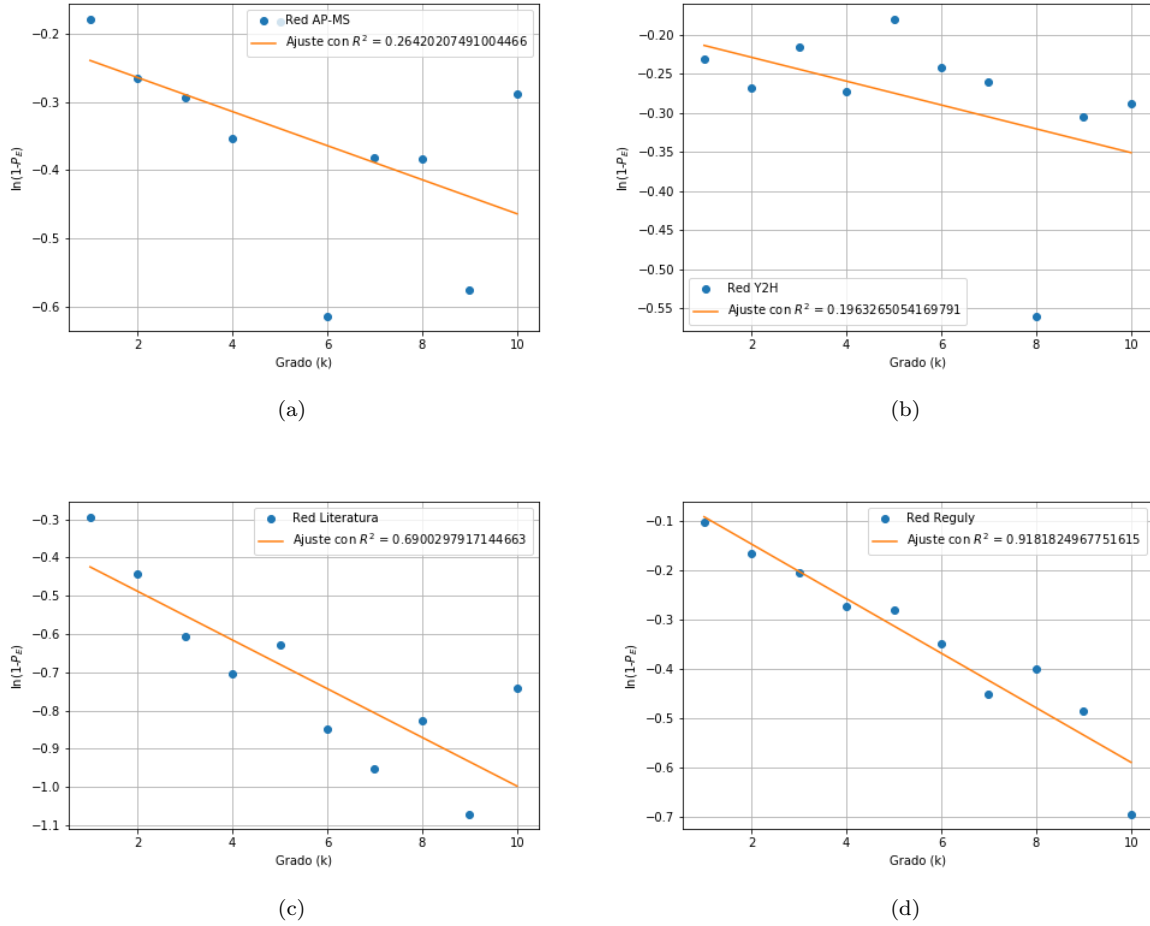 Red AP-MS
Ajuste con R² = 0.26420207491004466
−0.2
−0.3
−0.4
−0.5
−0.6
ln(1-P_E)
2 4 6 8 10
Grado (k)
(a)
−0.20
−0.25
−0.30
−0.35
−0.40
−0.45
−0.50
−0.55
ln(1-P_E)
Red Y2H
Ajuste con R² = 0.1963265054169791
2 4 6 8 10
Grado (k)
(b)
Red Literatura
Ajuste con R² = 0.6900297917144663
−0.3
−0.4
−0.5
−0.6
−0.7
−0.8
−0.9
−1.0
−1.1
ln(1-P_E)
2 4 6 8 10
Grado (k)
(c)
Red Reguly
Ajuste con R² = 0.9181824967751615
−0.1
−0.2
−0.3
−0.4
−0.5
−0.6
−0.7
ln(1-P_E)
2 4 6 8 10
Grado (k)
(d)